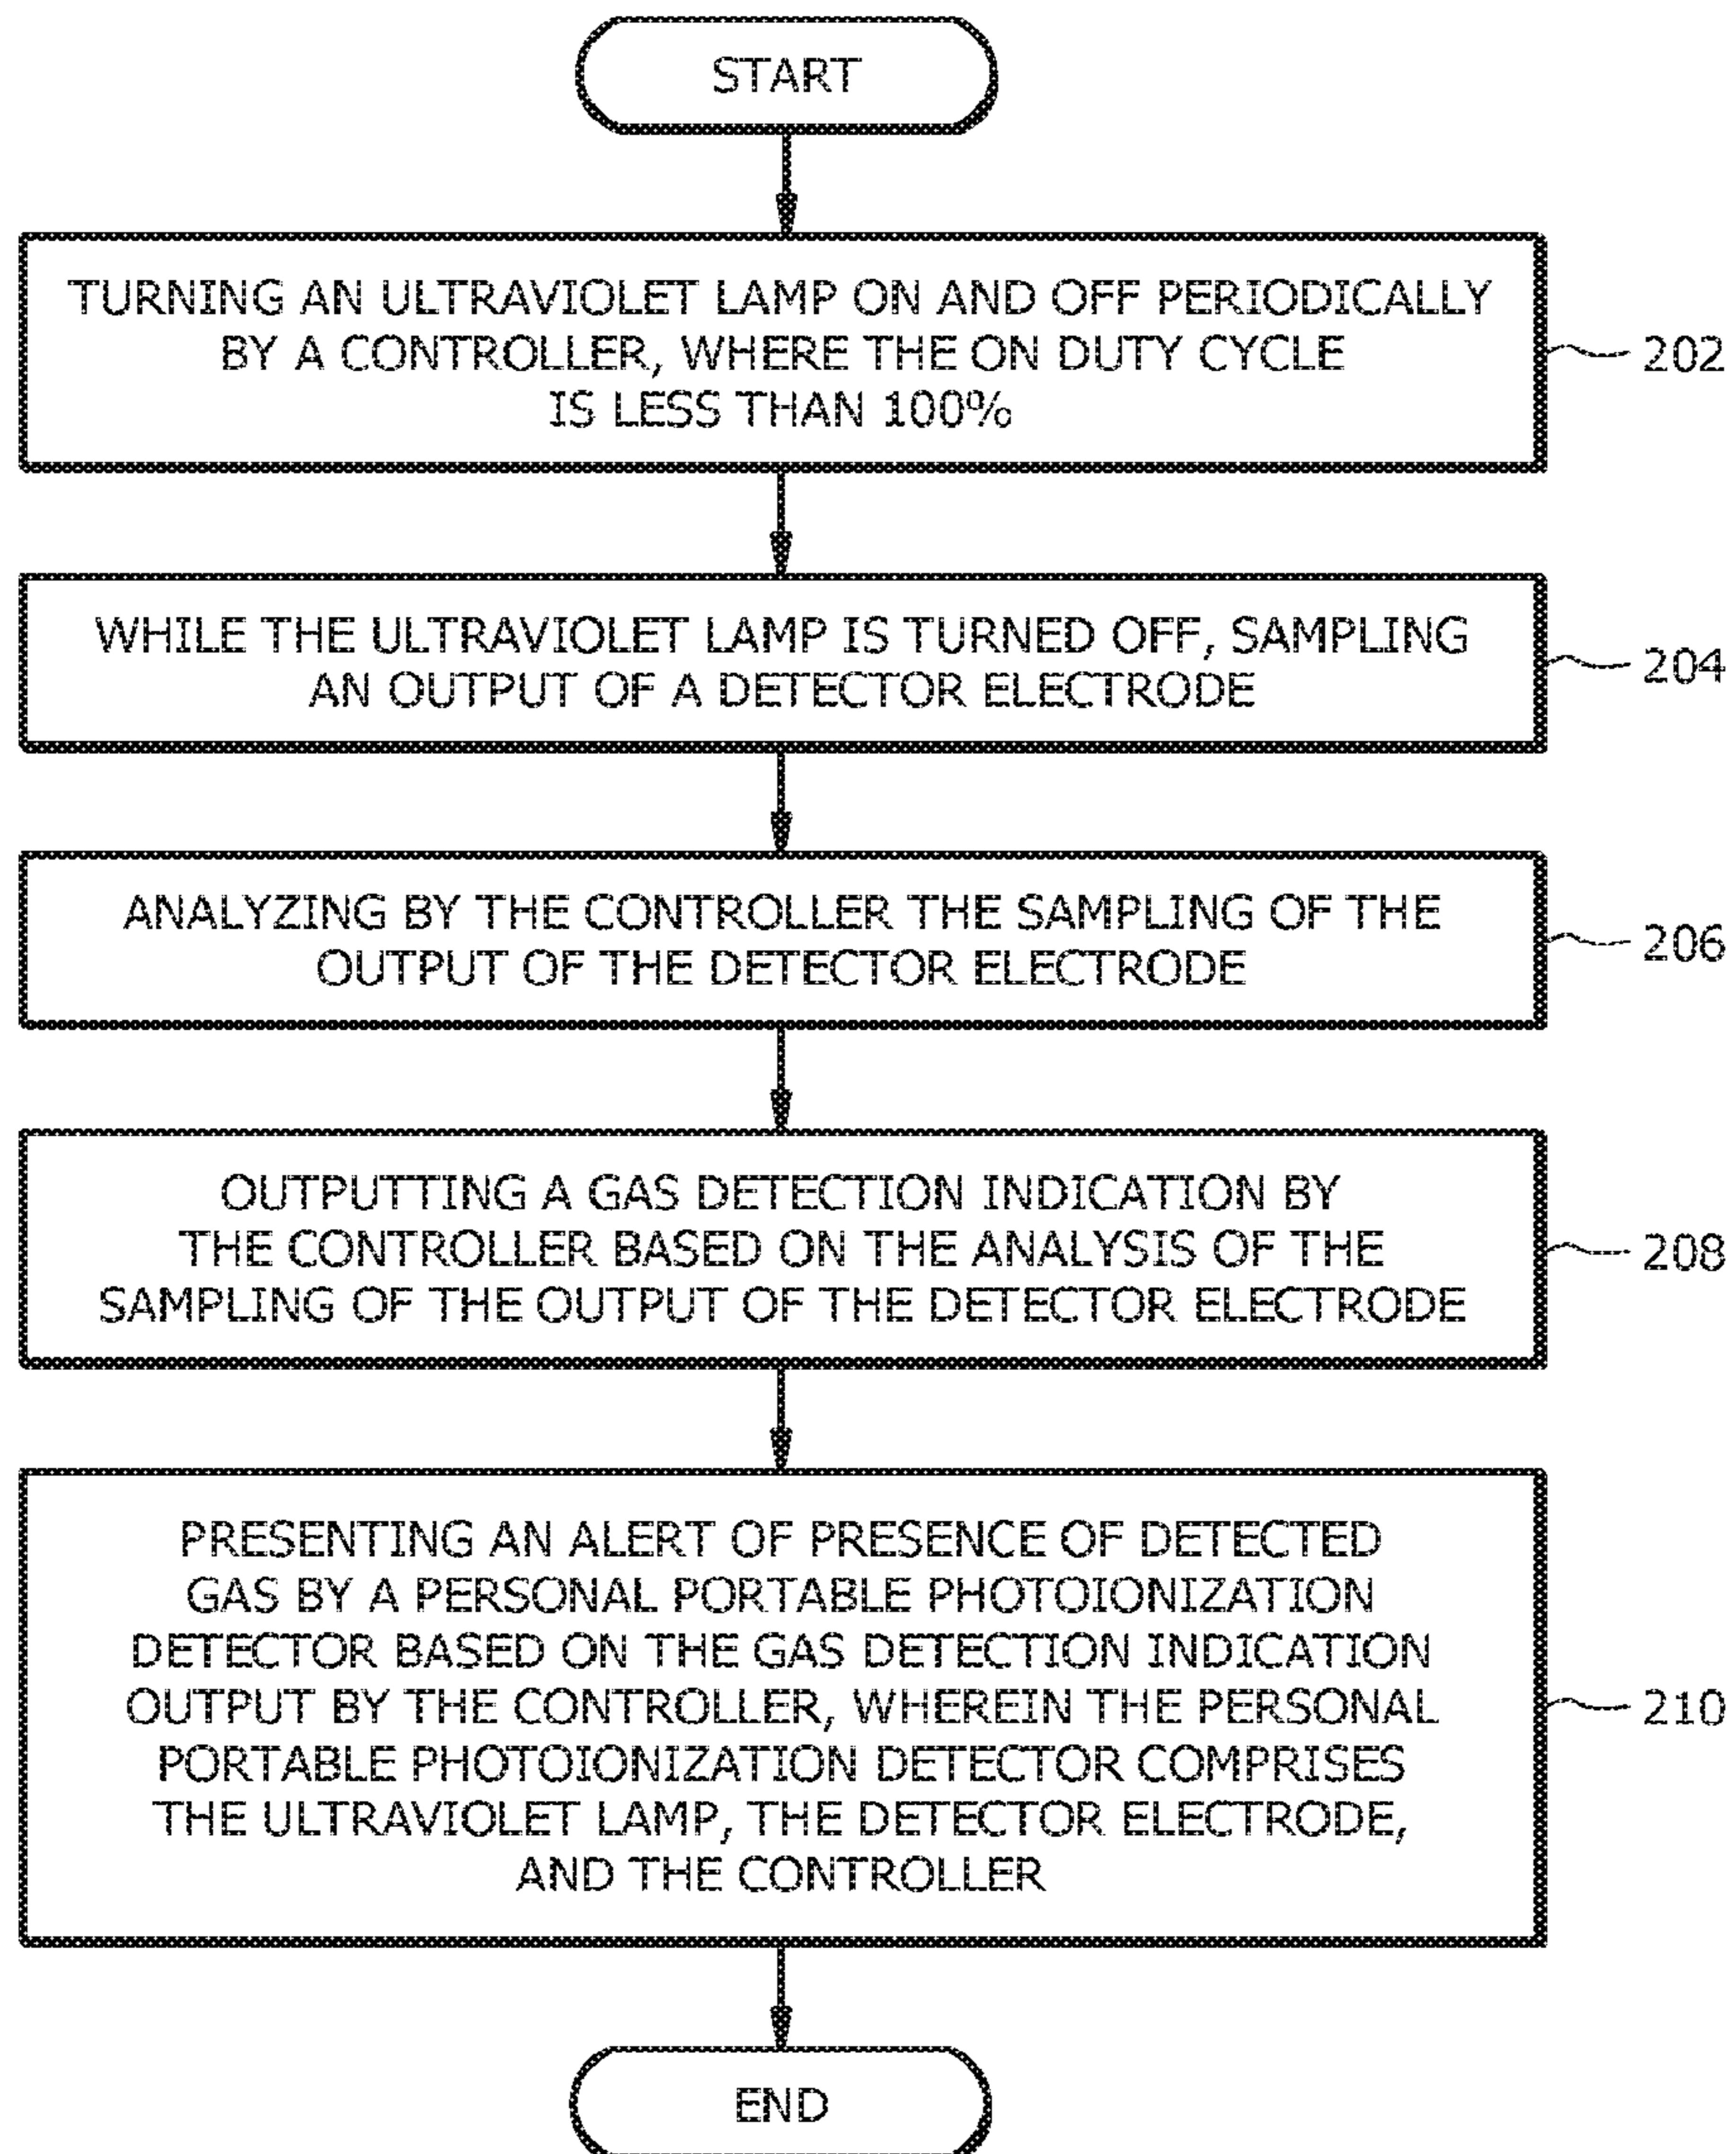 START
TURNING AN ULTRAVIOLET LAMP ON AND OFF PERIODICALLY
BY A CONTROLLER, WHERE THE ON DUTY CYCLE
IS LESS THAN 100%
202
WHILE THE ULTRAVIOLET LAMP IS TURNED OFF, SAMPLING
AN OUTPUT OF A DETECTOR ELECTRODE
204
ANALYZING BY THE CONTROLLER THE SAMPLING OF THE
OUTPUT OF THE DETECTOR ELECTRODE
206
OUTPUTTING A GAS DETECTION INDICATION BY
THE CONTROLLER BASED ON THE ANALYSIS OF THE
SAMPLING OF THE OUTPUT OF THE DETECTOR ELECTRODE
208
PRESENTING AN ALERT OF PRESENCE OF DETECTED
GAS BY A PERSONAL PORTABLE PHOTOIONIZATION
DETECTOR BASED ON THE GAS DETECTION INDICATION
OUTPUT BY THE CONTROLLER, WHEREIN THE PERSONAL
PORTABLE PHOTOIONIZATION DETECTOR COMPRISES
THE ULTRAVIOLET LAMP, THE DETECTOR ELECTRODE,
AND THE CONTROLLER
210
END